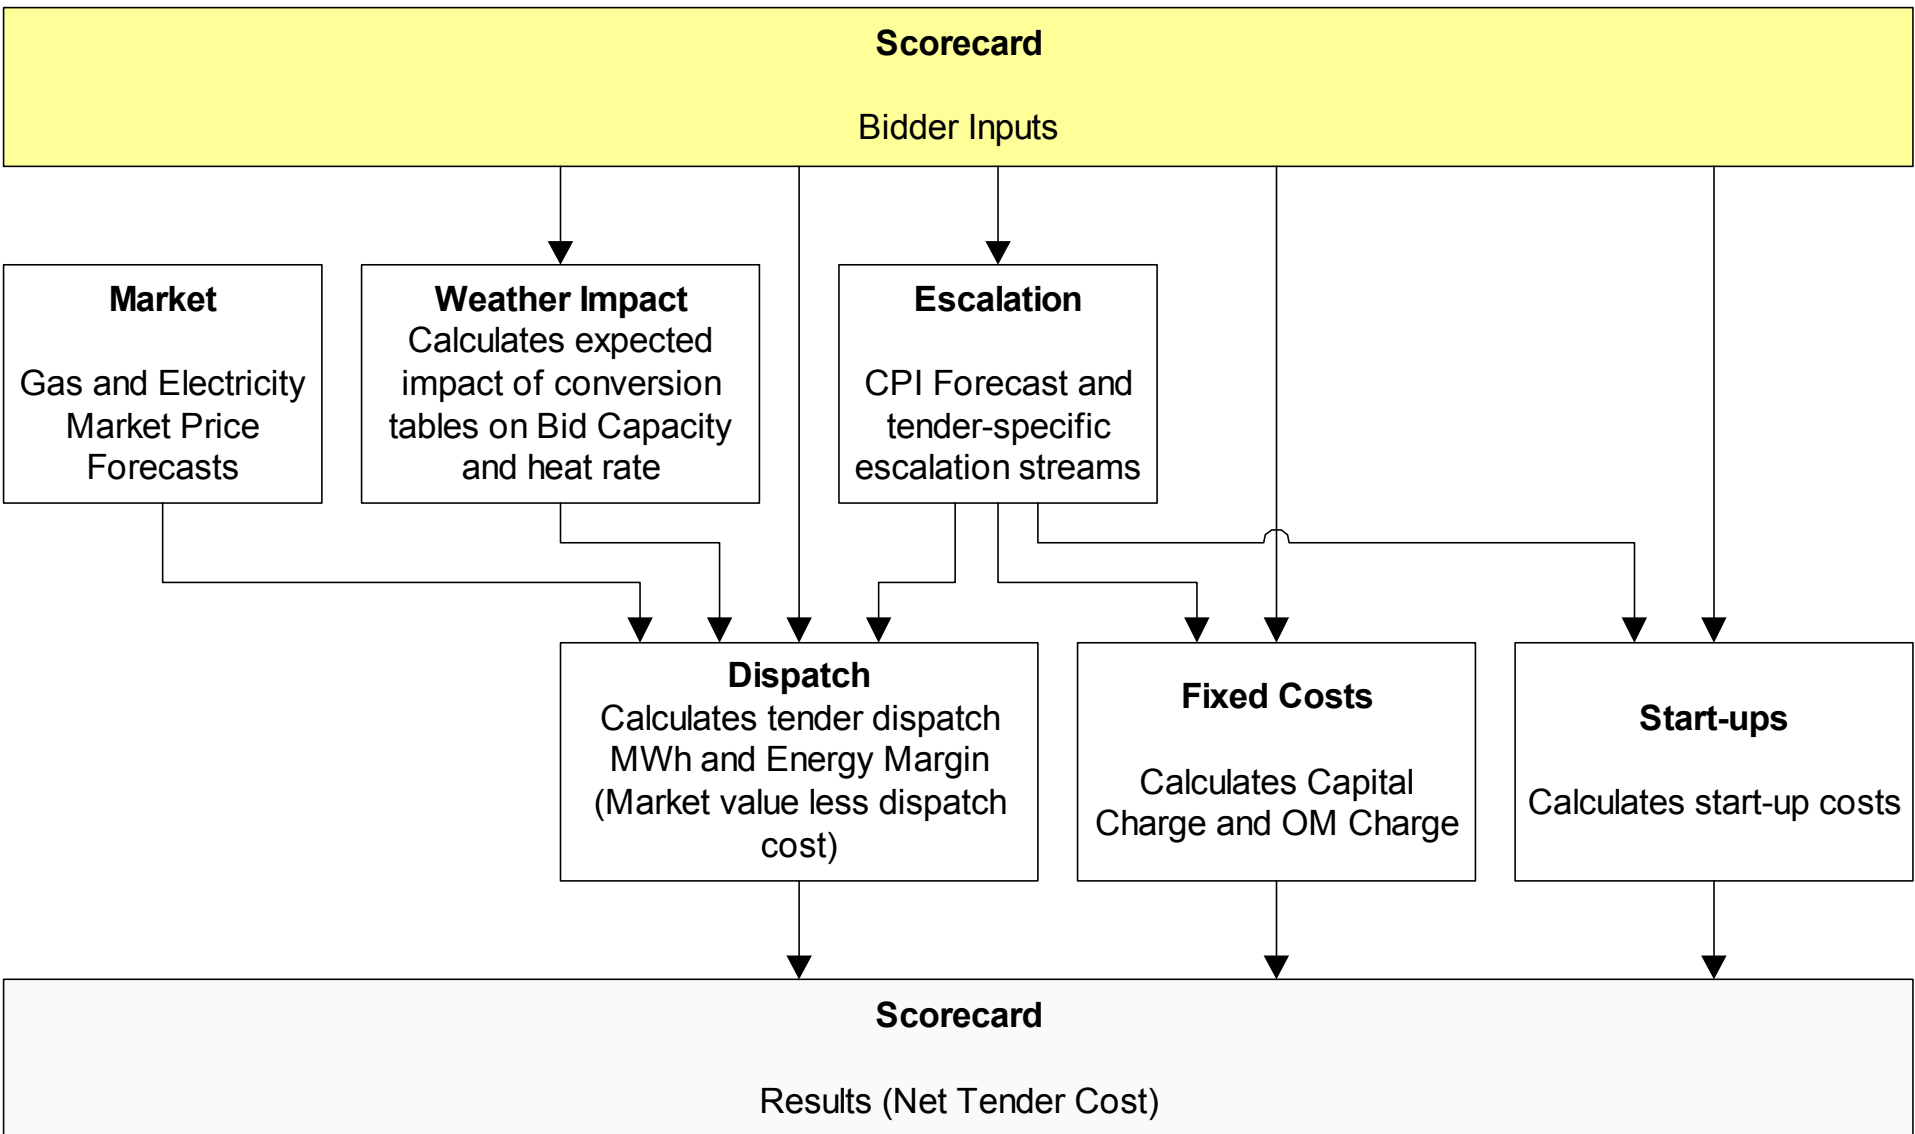 Scorecard
Bidder Inputs
Market
Gas and Electricity
Market Price
Forecasts
Weather Impact
Calculates expected
impact of conversion
tables on Bid Capacity
and heat rate
Escalation
CPI Forecast and
tender-specific
escalation streams
Dispatch
Calculates tender dispatch
MWh and Energy Margin
(Market value less dispatch
cost)
Fixed Costs
Calculates Capital
Charge and OM Charge
Start-ups
Calculates start-up costs
Scorecard
Results (Net Tender Cost)